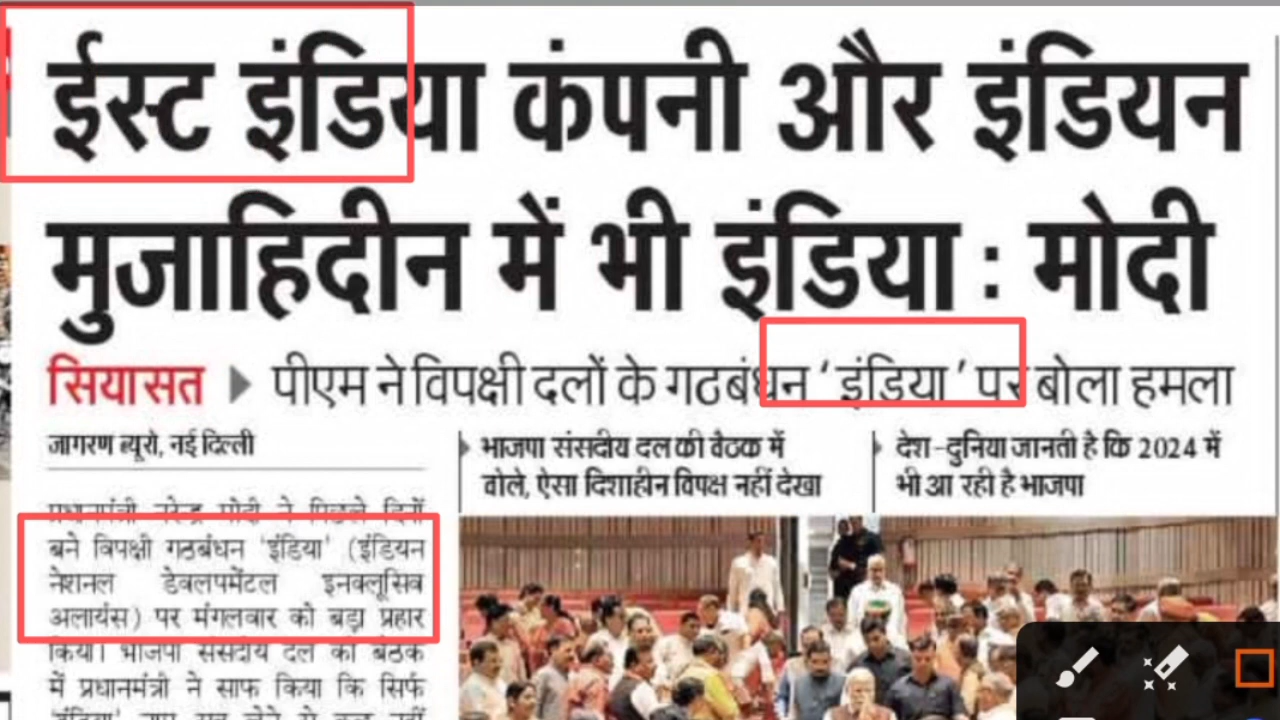 ईस्ट इंडिया कंपनी और इंडियन
मुजाहिदीन में भी इंडिया : मोदी
सियासत
पीएम ने विपक्षी दलों के गठबंधन ‘इंडिया’ पर बोला हमला
जागरण ब्यूरो, नई दिल्ली
भाजपा संसदीय दल की बैठक में
बोले, ऐसा दिशाहीन विपक्ष नहीं देखा
देश-दुनिया जानती है कि 2024 में
भी आ रही है भाजपा
प्रधानमंत्री नरेन्द्र मोदी ने पिछले दिनों
बने विपक्षी गठबंधन ‘इंडिया’ (इंडियन
नेशनल डेवलपमेंटल इनक्लूसिव
अलायंस) पर मंगलवार को बड़ा प्रहार
किया। भाजपा संसदीय दल की बैठक
में प्रधानमंत्री ने साफ किया कि सिर्फ